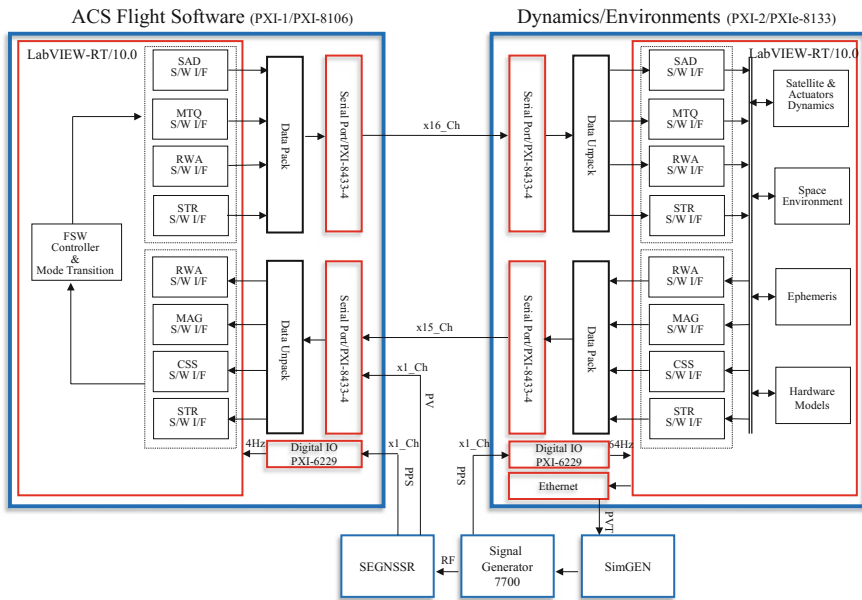 ACS Flight Software (PXI-1/PXI-8106)
LabVIEW-RT/10.0
SAD
S/W I/F
MTQ
S/W I/F
RWA
S/W I/F
STR
S/W I/F
Data Pack
Serial Port/PXI-8433-4
FSW
Controller
&
Mode Transition
RWA
S/W I/F
MAG
S/W I/F
CSS
S/W I/F
STR
S/W I/F
Data Unpack
Serial Port/PXI-8433-4
4Hz
Digital IO
PXI-6229
x16_Ch
x15_Ch
x1_Ch
PV
x1_Ch
PPS
x1_Ch
PPS
Dynamics/Environments (PXI-2/PXIe-8133)
LabVIEW-RT/10.0
Serial Port/PXI-8433-4
Data Unpack
SAD
S/W I/F
MTQ
S/W I/F
RWA
S/W I/F
STR
S/W I/F
Satellite &
Actuators
Dynamics
Space
Environment
Ephemeris
Hardware
Models
Serial Port/PXI-8433-4
Data Pack
RWA
S/W I/F
MAG
S/W I/F
CSS
S/W I/F
STR
S/W I/F
Digital IO
PXI-6229
64Hz
Ethernet
PVT
SEGNSSR
RF
Signal
Generator
7700
SimGEN